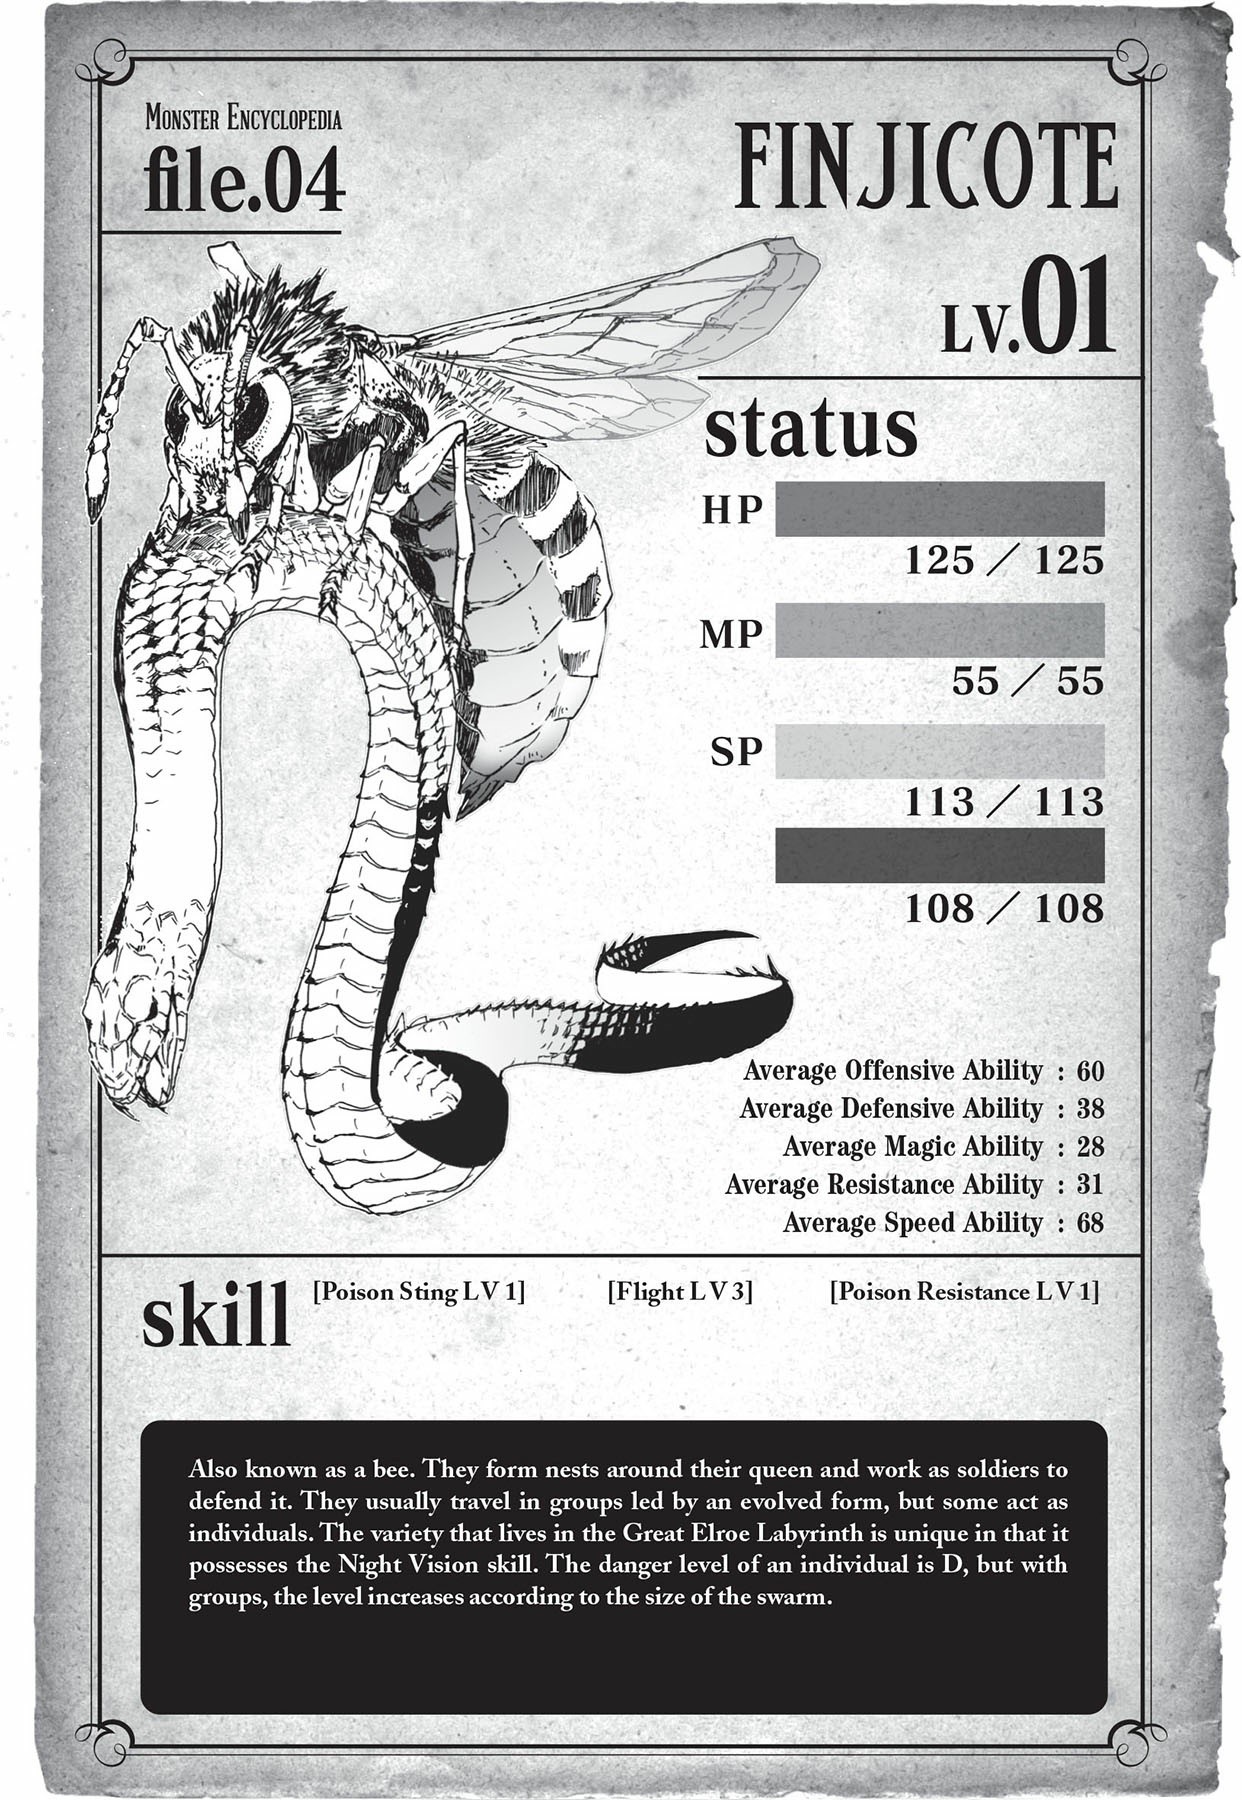 MONSTER ENCYCLOPEDIA
file.04
FINJICOTE
LV.01
status
HP
125 / 125
MP
55 / 55
SP
113 / 113
108 / 108
Average Offensive Ability : 60
Average Defensive Ability : 38
Average Magic Ability : 28
Average Resistance Ability : 31
Average Speed Ability : 68
skill
[Poison Sting LV 1] [Flight LV 3] [Poison Resistance LV 1]
Also known as a bee. They form nests around their queen and work as soldiers to
defend it. They usually travel in groups led by an evolved form, but some act as
individuals. The variety that lives in the Great Elroe Labyrinth is unique in that it
possesses the Night Vision skill. The danger level of an individual is D, but with
groups, the level increases according to the size of the swarm.